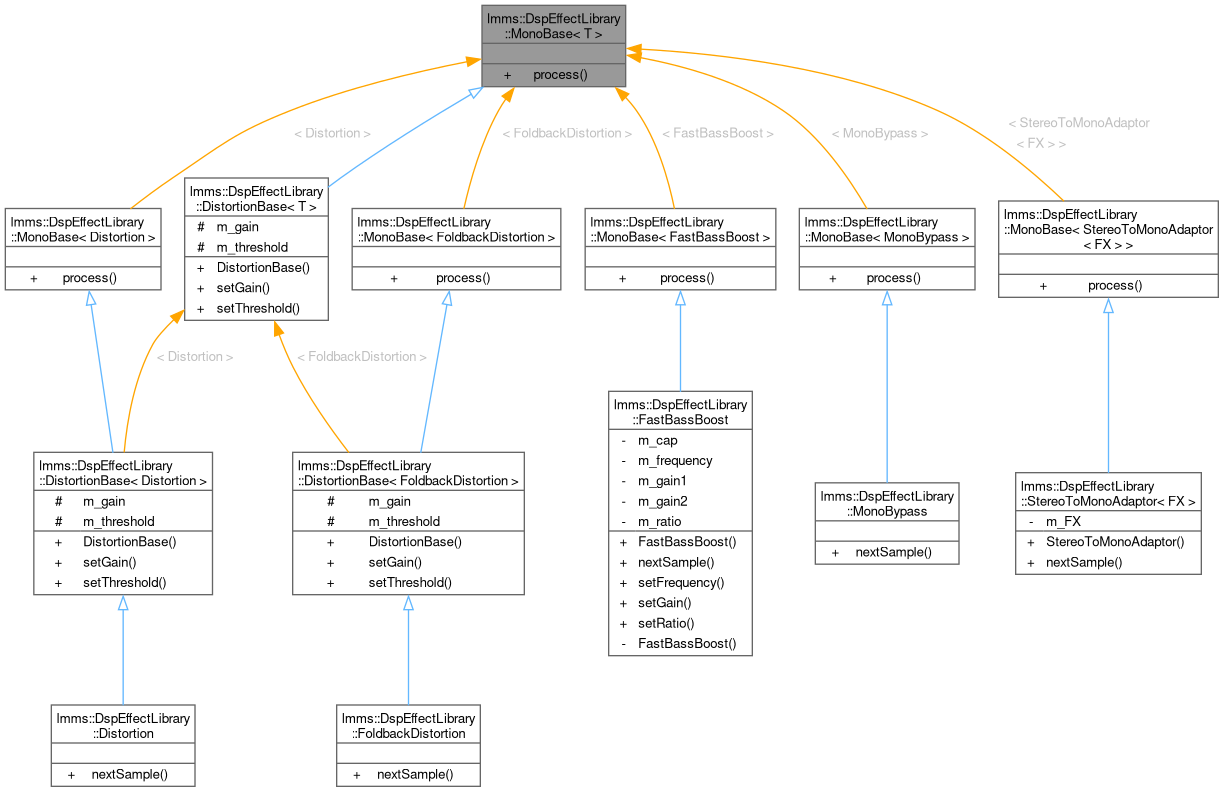 lmms::DspEffectLibrary
::MonoBase< T >
+ process()
< Distortion >
< FoldbackDistortion >
< FastBassBoost >
< MonoBypass >
< StereoToMonoAdaptor
< FX > >
lmms::DspEffectLibrary
::MonoBase< Distortion >
+ process()
lmms::DspEffectLibrary
::DistortionBase< T >
# m_gain
# m_threshold
+ DistortionBase()
+ setGain()
+ setThreshold()
lmms::DspEffectLibrary
::MonoBase< FoldbackDistortion >
+ process()
lmms::DspEffectLibrary
::MonoBase< FastBassBoost >
+ process()
lmms::DspEffectLibrary
::MonoBase< MonoBypass >
+ process()
lmms::DspEffectLibrary
::MonoBase< StereoToMonoAdaptor
< FX > >
+ process()
< Distortion >
< FoldbackDistortion >
lmms::DspEffectLibrary
::DistortionBase< Distortion >
# m_gain
# m_threshold
+ DistortionBase()
+ setGain()
+ setThreshold()
lmms::DspEffectLibrary
::DistortionBase< FoldbackDistortion >
# m_gain
# m_threshold
+ DistortionBase()
+ setGain()
+ setThreshold()
lmms::DspEffectLibrary
::FastBassBoost
- m_cap
- m_frequency
- m_gain1
- m_gain2
- m_ratio
+ FastBassBoost()
+ nextSample()
+ setFrequency()
+ setGain()
+ setRatio()
- FastBassBoost()
lmms::DspEffectLibrary
::MonoBypass
+ nextSample()
lmms::DspEffectLibrary
::StereoToMonoAdaptor< FX >
- m_FX
+ StereoToMonoAdaptor()
+ nextSample()
lmms::DspEffectLibrary
::Distortion
+ nextSample()
lmms::DspEffectLibrary
::FoldbackDistortion
+ nextSample()